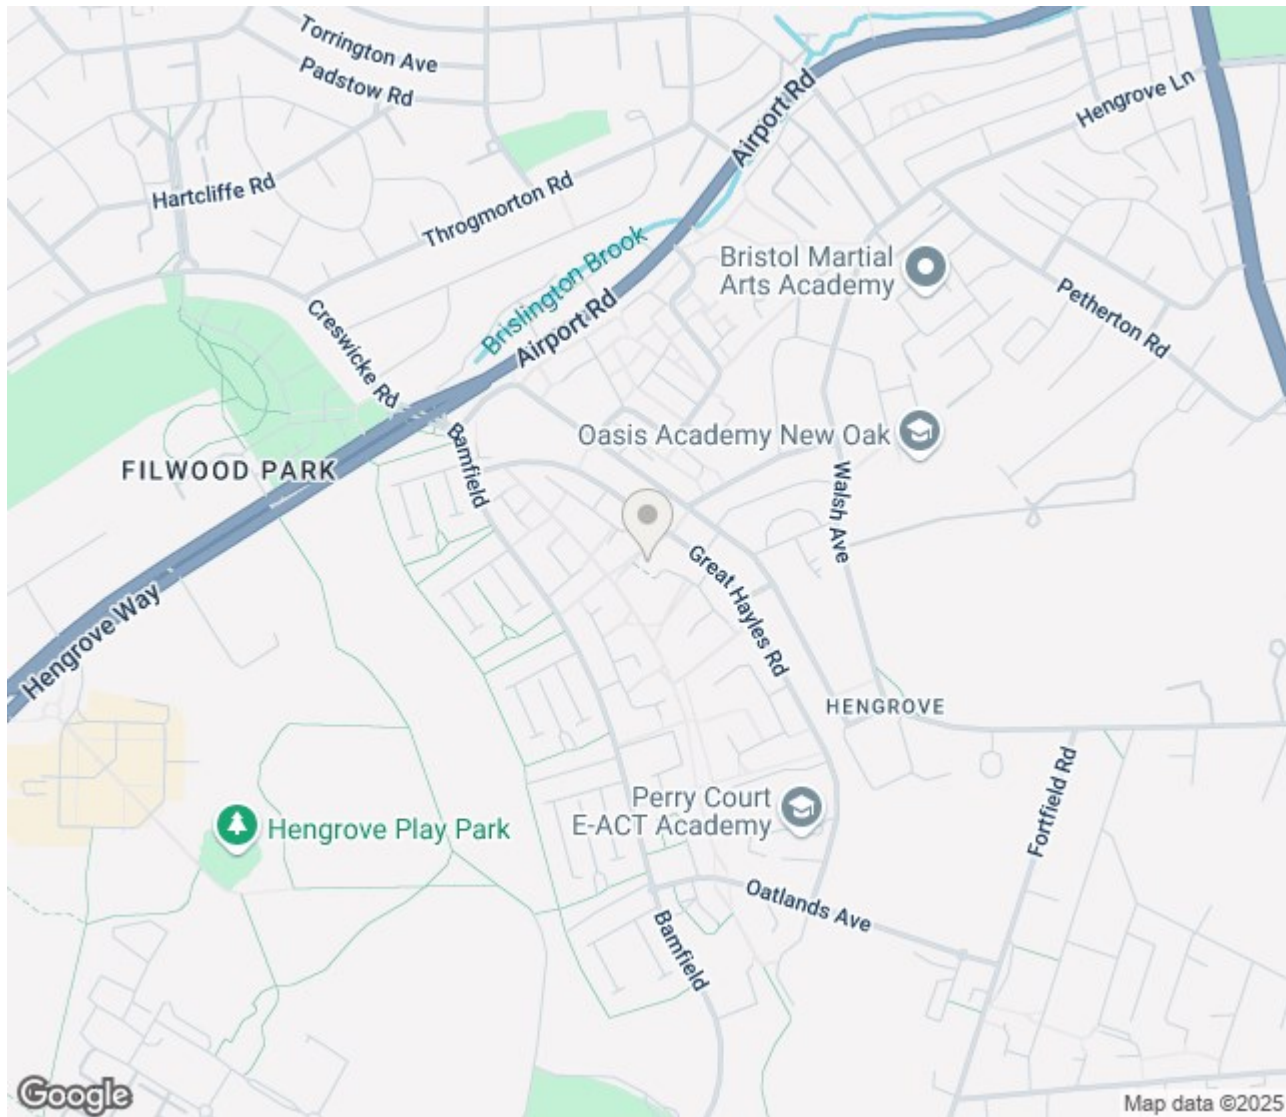 Torrington Ave
Padstow Rd
Airport Rd
Hengrove Ln
Hartcliffe Rd
Throgmorton Rd
Brislington Brook
Bristol Martial
Arts Academy
Petherton Rd
Creswicke Rd
Airport Rd
Bamfield
Oasis Academy New Oak
FILWOOD PARK
Walsh Ave
Great Hayles Rd
Hengrove Way
HENGROVE
Fortfield Rd
Perry Court
E-ACT Academy
Hengrove Play Park
Oatlands Ave
Bamfield
Google
Map data ©2025